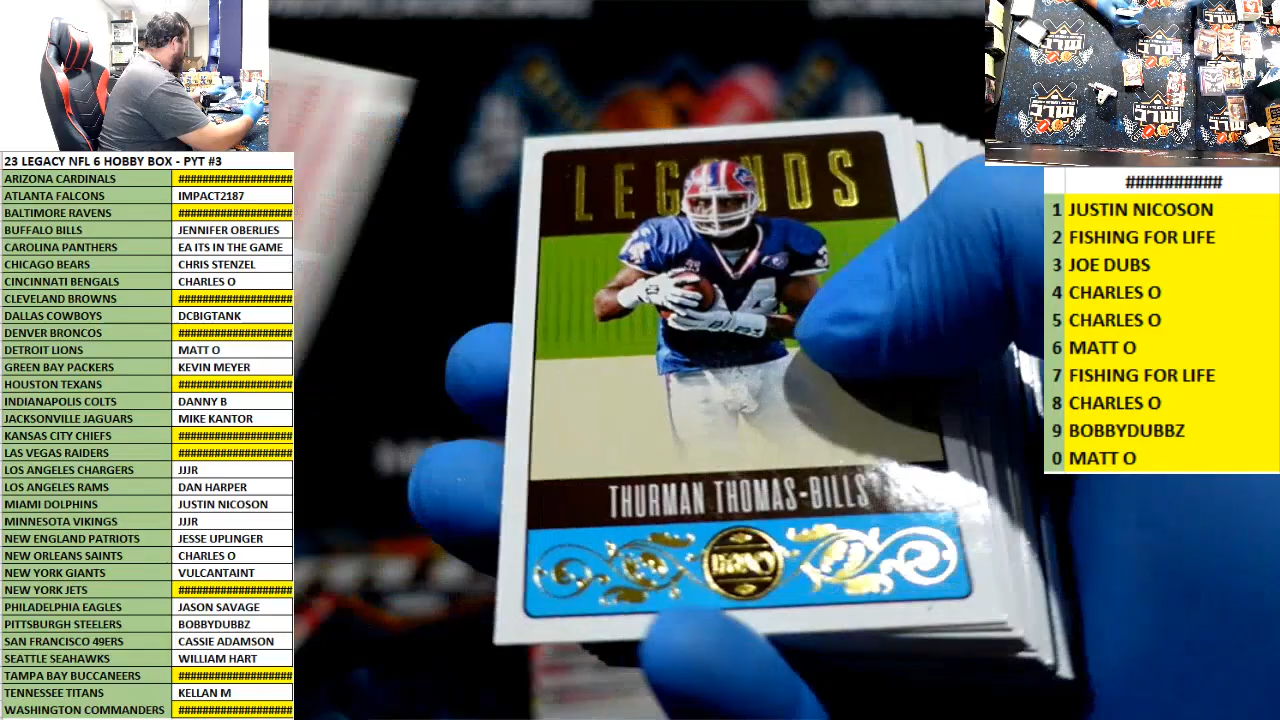 23 LEGACY NFL 6 HOBBY BOX - PYT #3
ARIZONA CARDINALS ##################
ATLANTA FALCONS IMPACT2187
BALTIMORE RAVENS ##################
BUFFALO BILLS JENNIFER OBERLIES
CAROLINA PANTHERS EA ITS IN THE GAME
CHICAGO BEARS CHRIS STENZEL
CINCINNATI BENGALS CHARLES O
CLEVELAND BROWNS ##################
DALLAS COWBOYS DCBIGTANK
DENVER BRONCOS ##################
DETROIT LIONS MATT O
GREEN BAY PACKERS KEVIN MEYER
HOUSTON TEXANS ##################
INDIANAPOLIS COLTS DANNY B
JACKSONVILLE JAGUARS MIKE KANTOR
KANSAS CITY CHIEFS ##################
LAS VEGAS RAIDERS ##################
LOS ANGELES CHARGERS JJJR
LOS ANGELES RAMS DAN HARPER
MIAMI DOLPHINS JUSTIN NICOSON
MINNESOTA VIKINGS JJJR
NEW ENGLAND PATRIOTS JESSE UPLINGER
NEW ORLEANS SAINTS CHARLES O
NEW YORK GIANTS VULCANTAINT
NEW YORK JETS ##################
PHILADELPHIA EAGLES JASON SAVAGE
PITTSBURGH STEELERS BOBBYDUBBZ
SAN FRANCISCO 49ERS CASSIE ADAMSON
SEATTLE SEAHAWKS WILLIAM HART
TAMPA BAY BUCCANEERS ##################
TENNESSEE TITANS KELLAN M
WASHINGTON COMMANDERS ##################
LEGENDS
34
THURMAN THOMAS-BILLS
LEGACY
##########
1 JUSTIN NICOSON
2 FISHING FOR LIFE
3 JOE DUBS
4 CHARLES O
5 CHARLES O
6 MATT O
7 FISHING FOR LIFE
8 CHARLES O
9 BOBBYDUBBZ
0 MATT O